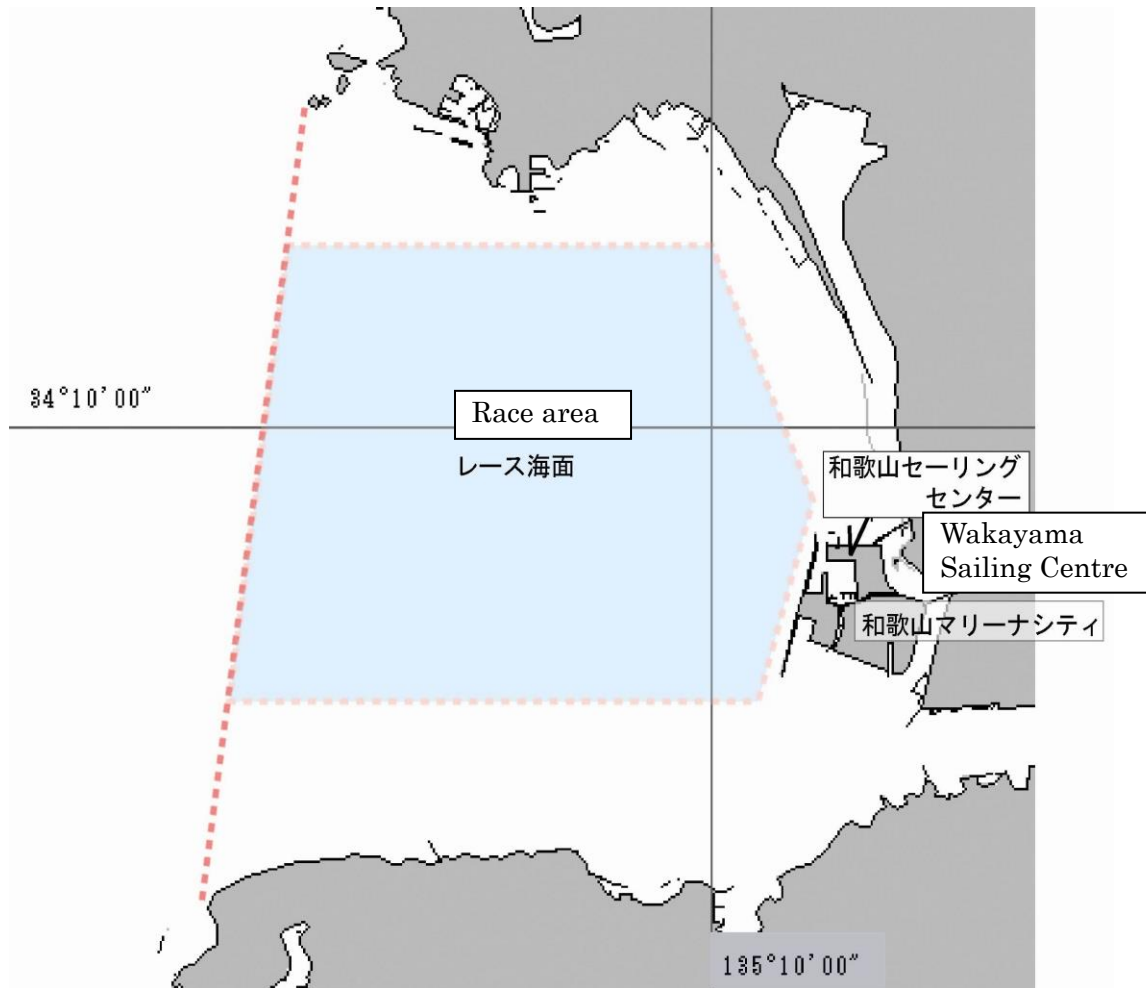 34°10'00"
Race area
レース海面
和歌山セーリング
センター
Wakayama
Sailing Centre
和歌山マリーナシティ
135°10'00"